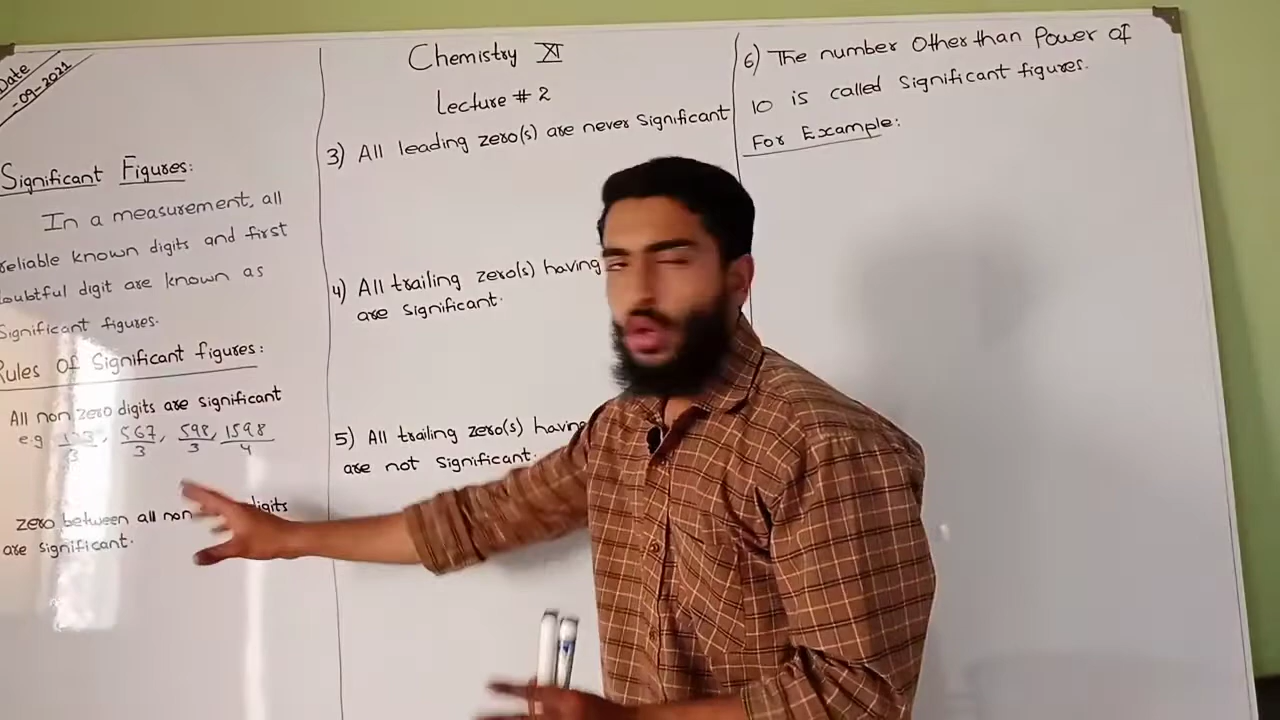 Date
-09-2021
Significant Figures:
In a measurement, all
reliable known digits and first
doubtful digit are known as
Significant figures.
Rules Of Significant figures:
All non zero digits are significant
e.g 123, 567, 598, 1598
3 3 3 4
zero between all non digits
are significant.
Chemistry XI
Lecture # 2
3) All leading zero(s) are never Significant
4) All trailing zero(s) having
are significant.
5) All trailing zero(s) having
are not significant.
6) The number Other than Power of
10 is called Significant figures.
For Example: